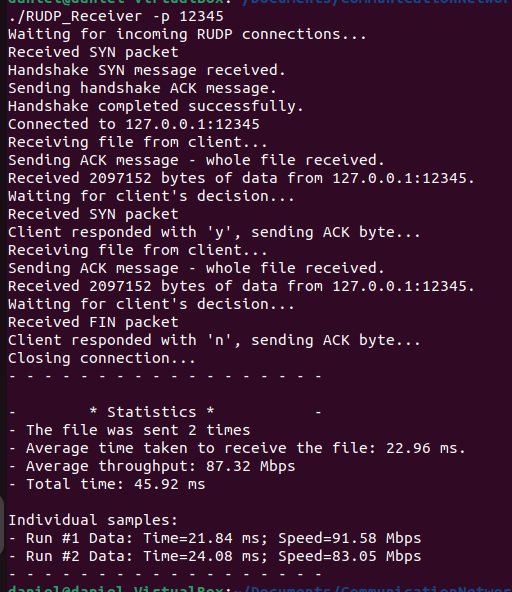 ./RUDP_Receiver -p 12345
Waiting for incoming RUDP connections...
Received SYN packet
Handshake SYN message received.
Sending handshake ACK message.
Handshake completed successfully.
Connected to 127.0.0.1:12345
Receiving file from client...
Sending ACK message - whole file received.
Received 2097152 bytes of data from 127.0.0.1:12345.
Waiting for client's decision...
Received SYN packet
Client responded with 'y', sending ACK byte...
Receiving file from client...
Sending ACK message - whole file received.
Received 2097152 bytes of data from 127.0.0.1:12345.
Waiting for client's decision...
Received FIN packet
Client responded with 'n', sending ACK byte...
Closing connection...
- - - - - - - - - - - - - - - - - -
-        * Statistics *           -
- The file was sent 2 times
- Average time taken to receive the file: 22.96 ms.
- Average throughput: 87.32 Mbps
- Total time: 45.92 ms
Individual samples:
- Run #1 Data: Time=21.84 ms; Speed=91.58 Mbps
- Run #2 Data: Time=24.08 ms; Speed=83.05 Mbps
- - - - - - - - - - - - - - - - - -